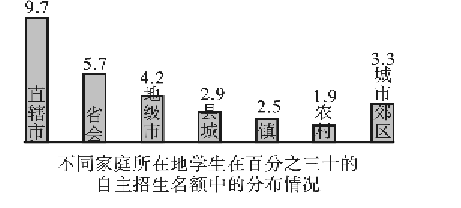 9.7
直辖市
5.7
省会
4.2
地级市
2.9
县城
2.5
镇
1.9
农村
3.3
城市郊区
不同家庭所在地学生在百分之三十的
自主招生名额中的分布情况